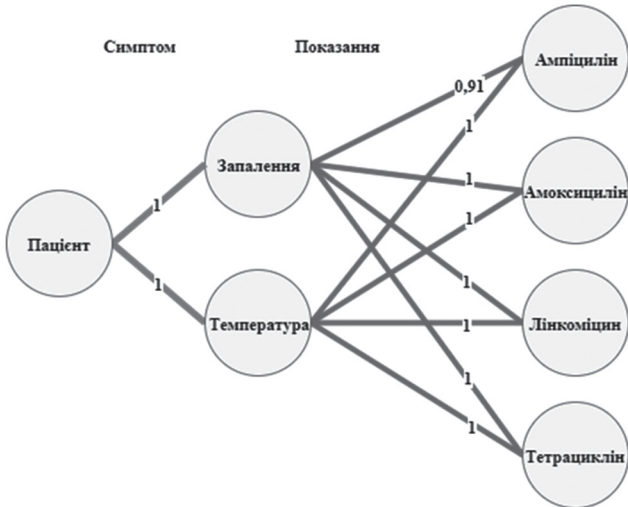 Симптом
Показання
Ампіцилін
0,91
1
Запалення
1
Амоксицилін
1
1
Пацієнт
1
1
Температура
1
Лінкоміцин
1
1
Тетрациклін